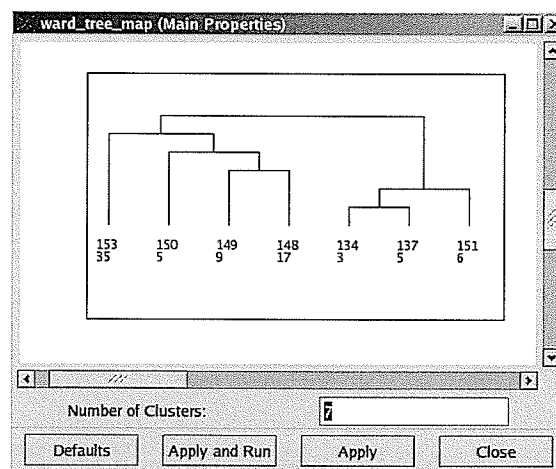 ward_tree_map (Main Properties)
153 150 149 148 134 137 151
35 5 9 17 3 5 6
Number of Clusters: 7
Defaults Apply and Run Apply Close